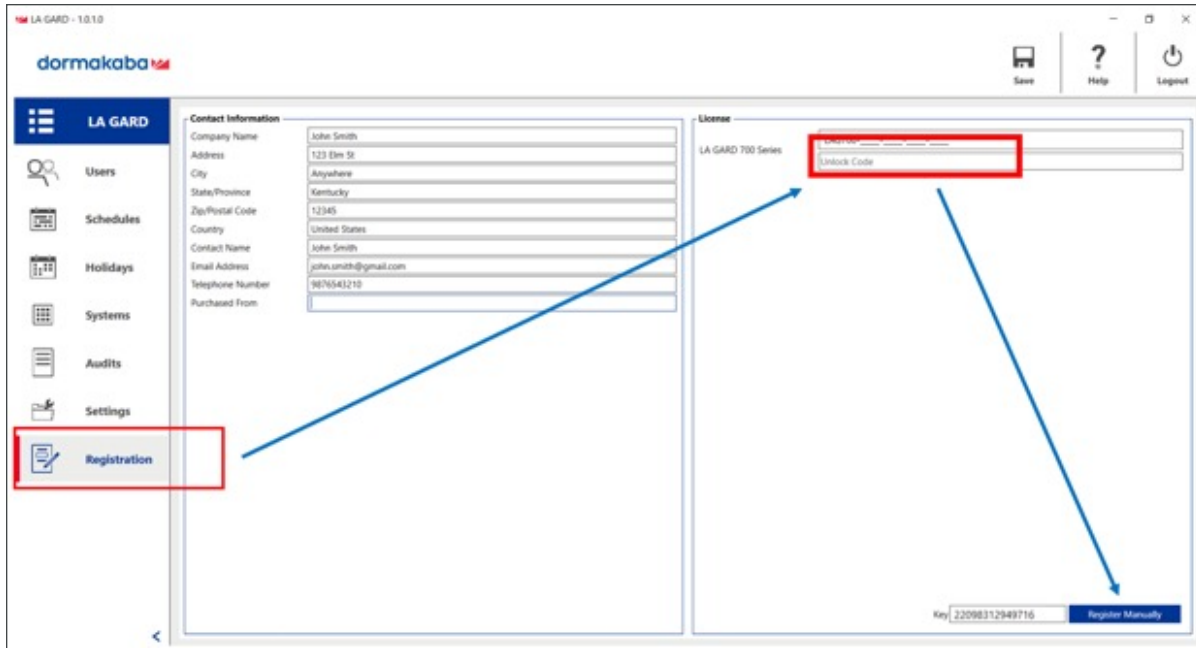 LA GARD - 1.0.1.0
dormakaba
Save
Help
Logout
LA GARD
Users
Schedules
Holidays
Systems
Audits
Settings
Registration
Contact Information
Company Name John Smith
Address 123 Elm St
City Anywhere
State/Province Kentucky
Zip/Postal Code 12345
Country United States
Contact Name John Smith
Email Address john.smith@gmail.com
Telephone Number 9876543210
Purchased From
License
LA GARD 700 Series
Unlock Code
Key 22098312949716
Register Manually